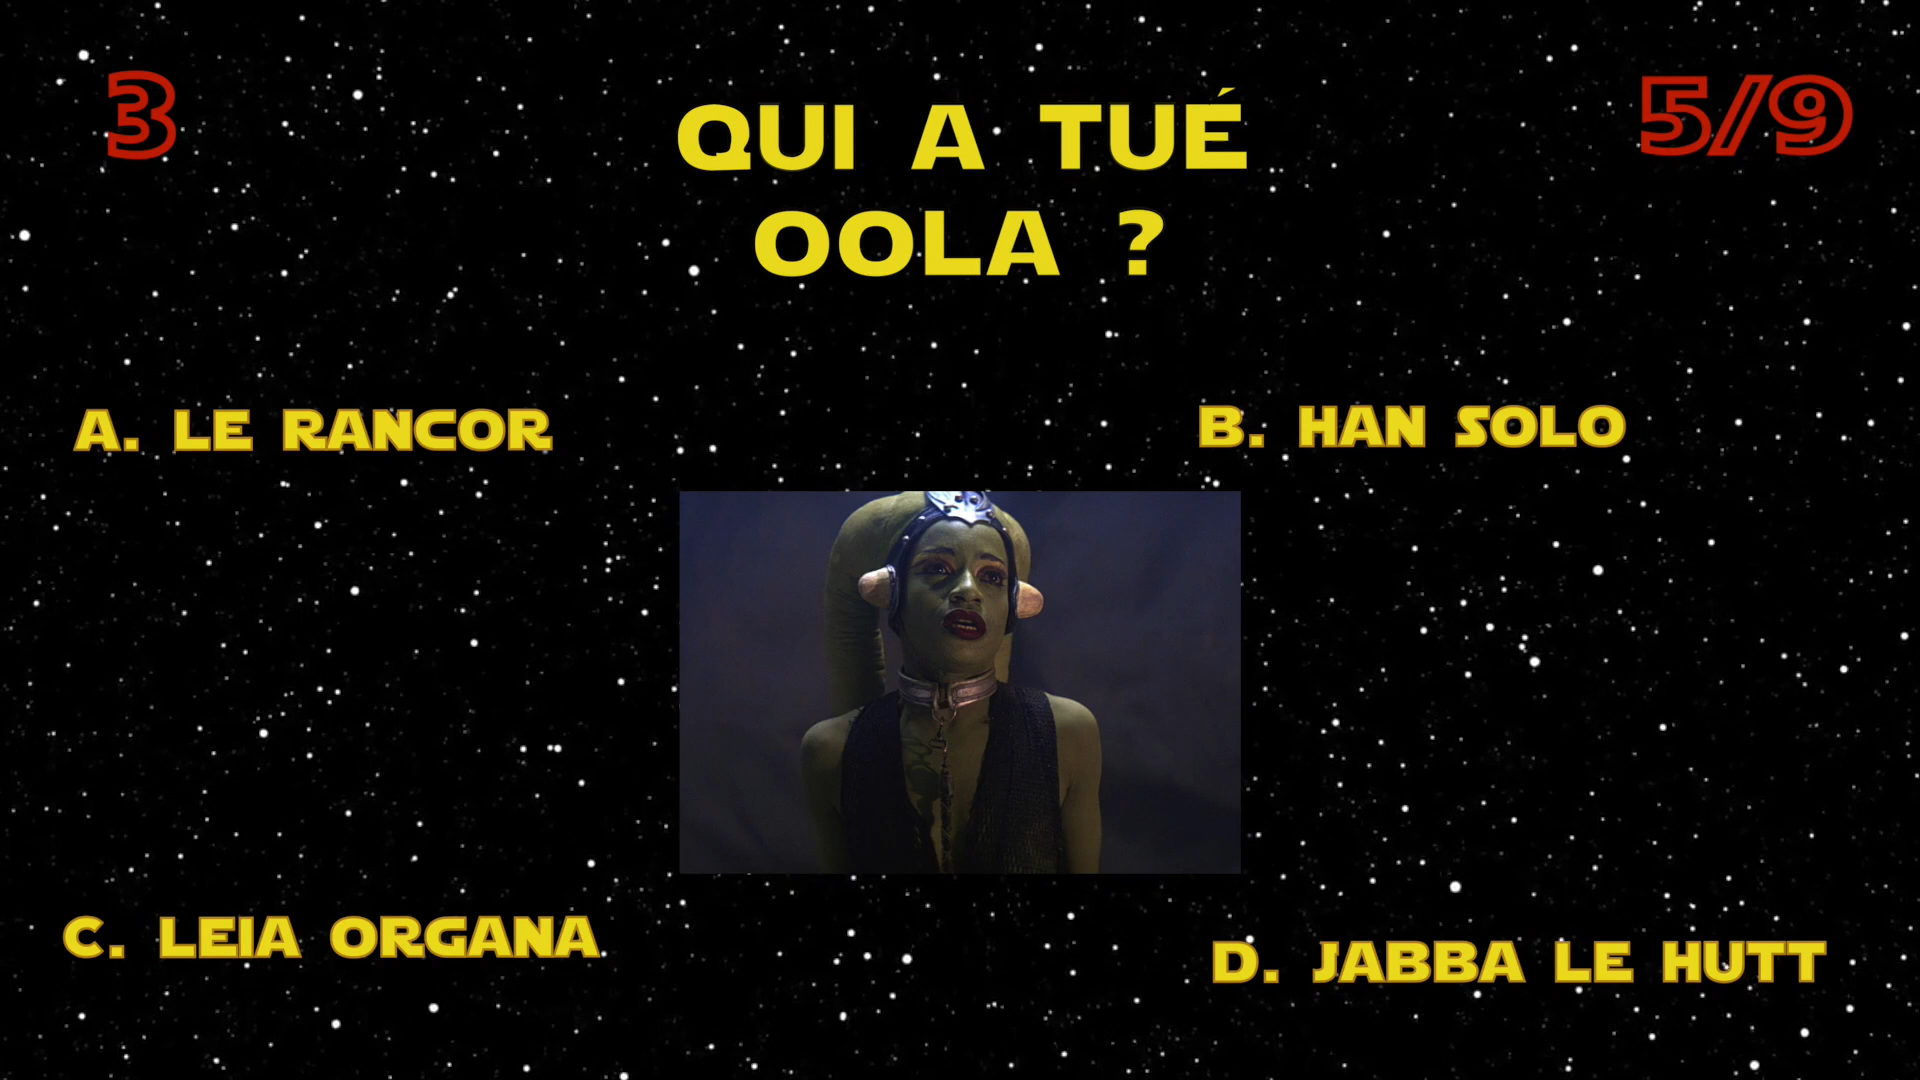 3
5/9
QUI A TUÉ
OOLA ?
A. LE RANCOR
B. HAN SOLO
C. LEIA ORGANA
D. JABBA LE HUTT